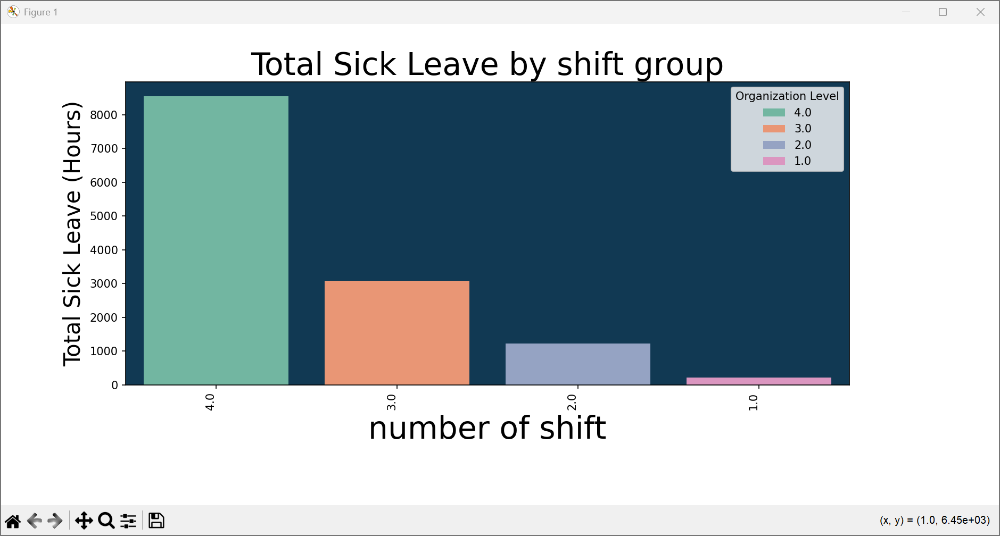 Figure 1
Total Sick Leave by shift group
Total Sick Leave (Hours)
8000
7000
6000
5000
4000
3000
2000
1000
0
Organization Level
4.0
3.0
2.0
1.0
4.0
3.0
2.0
1.0
number of shift
(x, y) = (1.0, 6.45e+03)